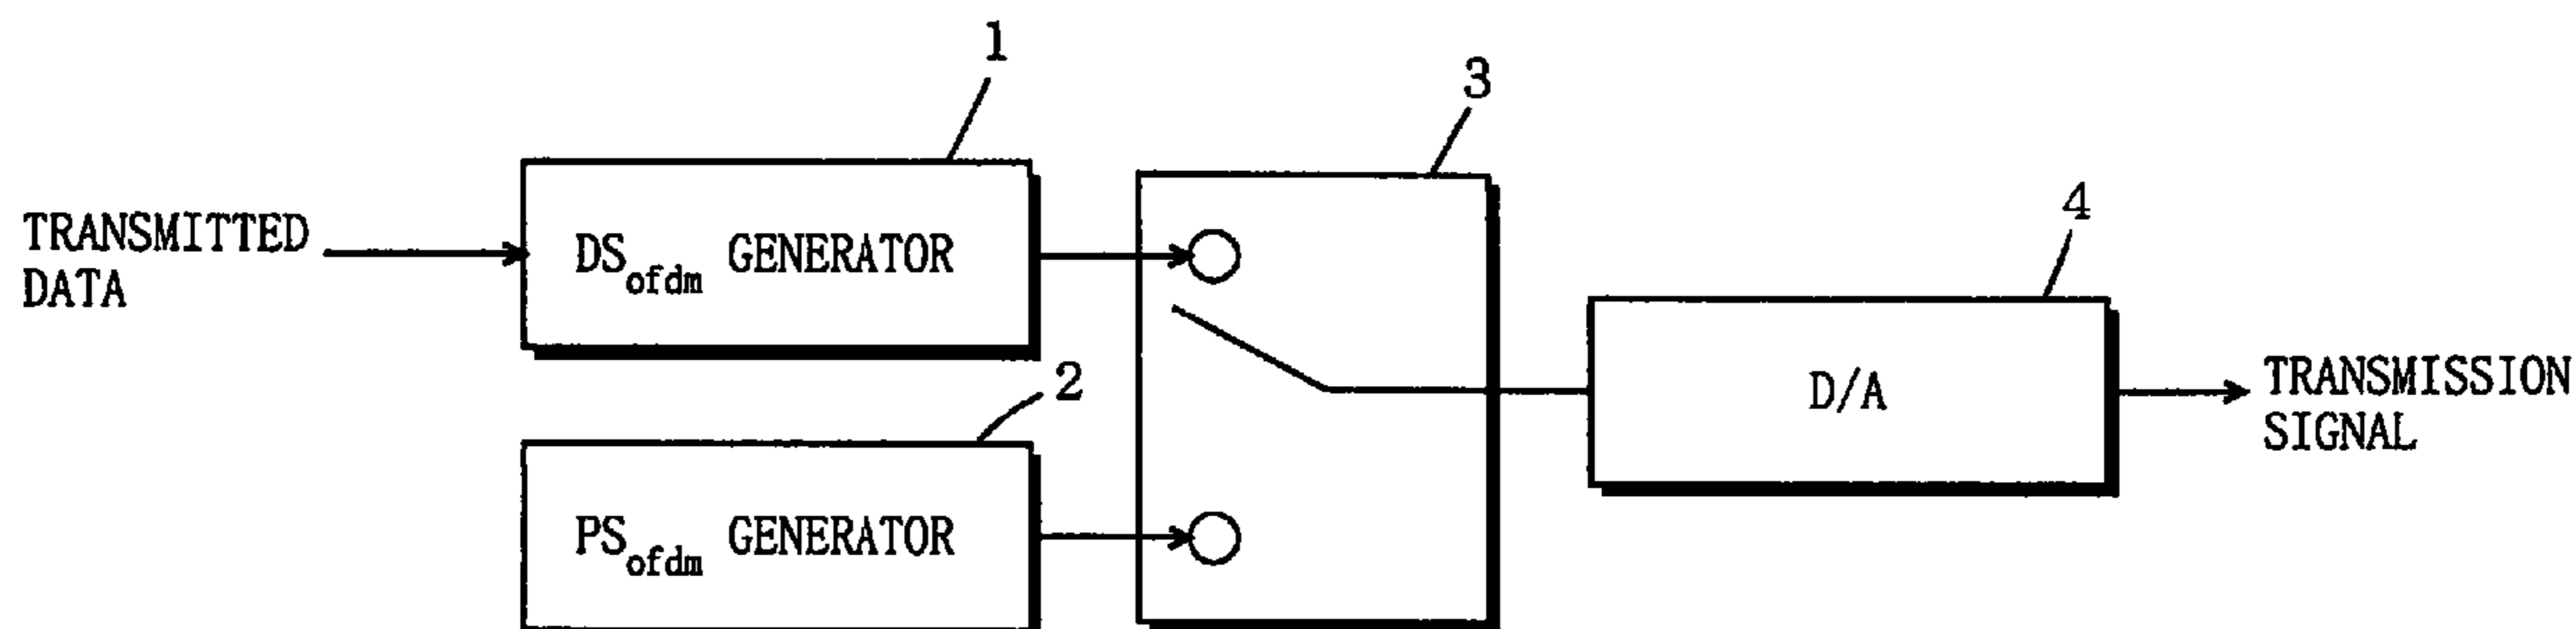 1
3
TRANSMITTED
DATA
DSofdm GENERATOR
4
2
D/A
TRANSMISSION
SIGNAL
PSofdm GENERATOR